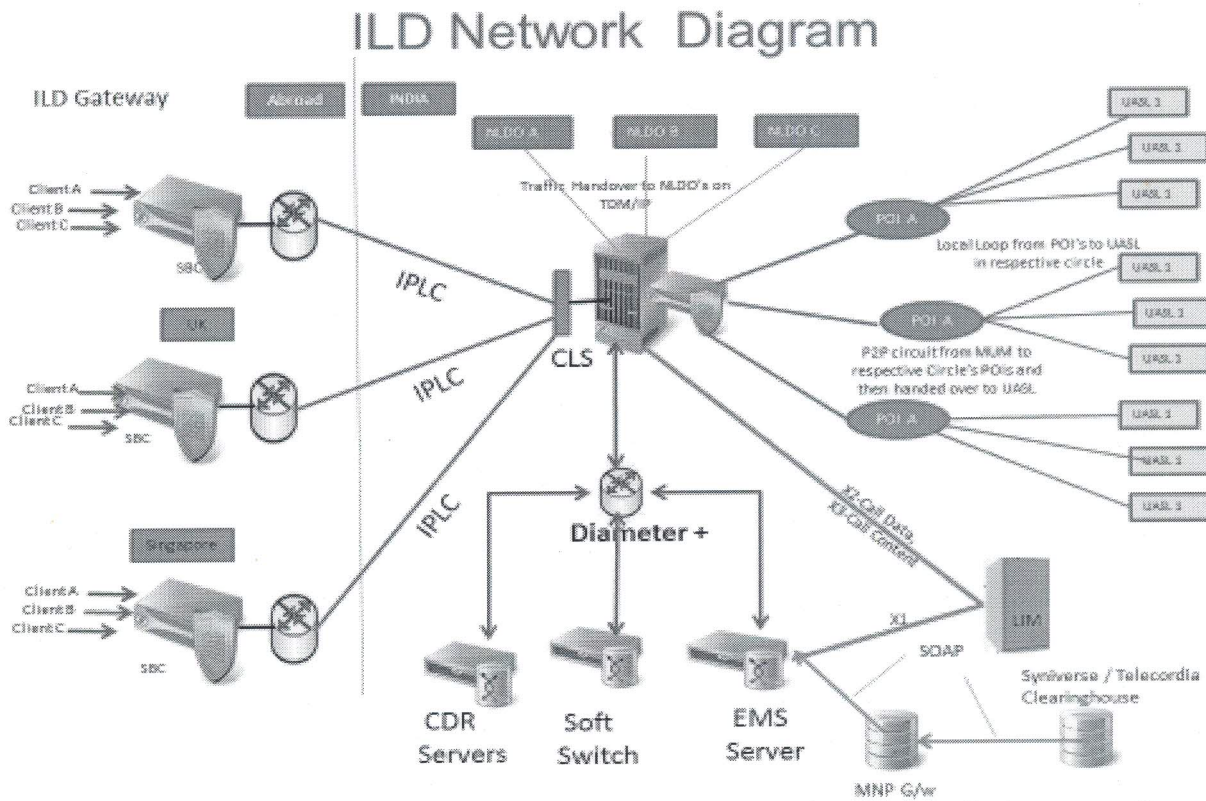 ILD Network Diagram
ILD Gateway
Abroad
INDIA
NLDO A
NLDO B
NLDO C
Traffic Handover to NLDO's on
TDM/IP
Client A
Client B
Client C
SBC
IPLC
UK
Client A
Client B
Client C
SBC
IPLC
Singapore
Client A
Client B
Client C
SBC
IPLC
CLS
POI A
UASL 1
UASL 1
UASL 1
Local Loop from POI's to UASL
in respective circle
POI A
UASL 1
UASL 1
UASL 1
P2P circuit from MUM to
respective Circle's POIs and
then handed over to UASL
POI A
UASL 1
UASL 1
UASL 1
Diameter +
X2-Call Data,
X3-Call Content
LIM
X1
SOAP
Syniverse / Telecordia
Clearinghouse
CDR
Servers
Soft
Switch
EMS
Server
MNP G/w